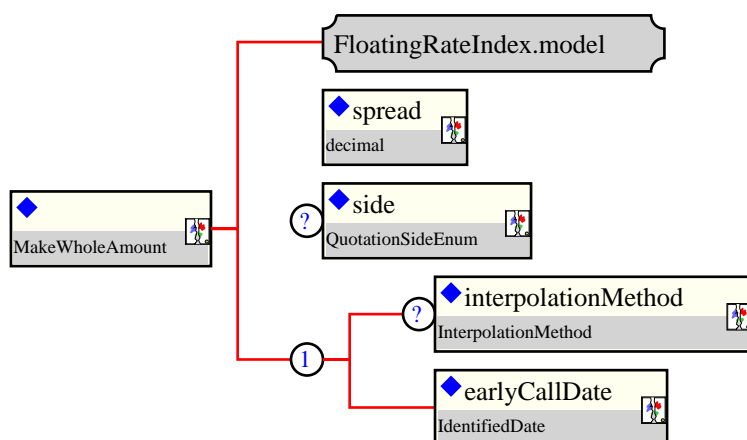 FloatingRateIndex.model
spread
decimal
MakeWholeAmount
?
side
QuotationSideEnum
?
interpolationMethod
InterpolationMethod
1
earlyCallDate
IdentifiedDate